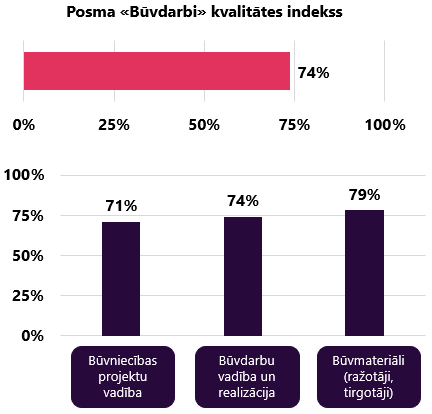 Posma «Būvdarbi» kvalitātes indekss
74%
0% 25% 50% 75% 100%
100%
75%
50%
25%
0%
71% 74% 79%
Būvniecības
projektu
vadība
Būvdarbu
vadība un
realizācija
Būvmateriāli
(ražotāji,
tirgotāji)